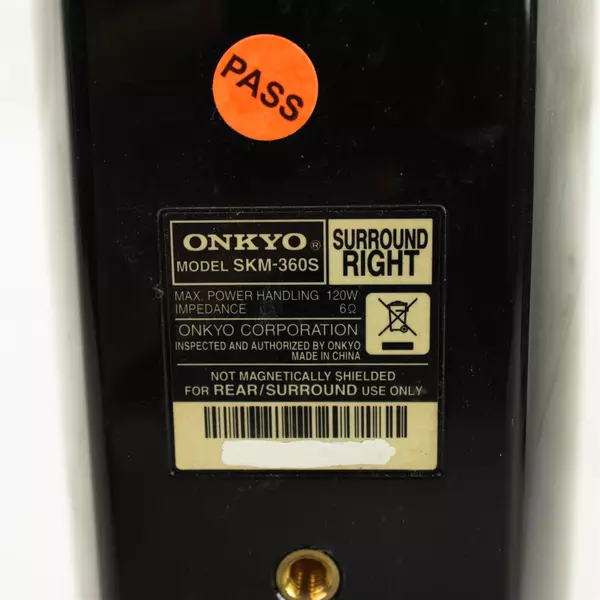 PASS
ONKYO®
MODEL SKM-360S
SURROUND
RIGHT
MAX. POWER HANDLING 120W
IMPEDANCE 6Ω
ONKYO CORPORATION
INSPECTED AND AUTHORIZED BY ONKYO
MADE IN CHINA
NOT MAGNETICALLY SHIELDED
FOR REAR/SURROUND USE ONLY